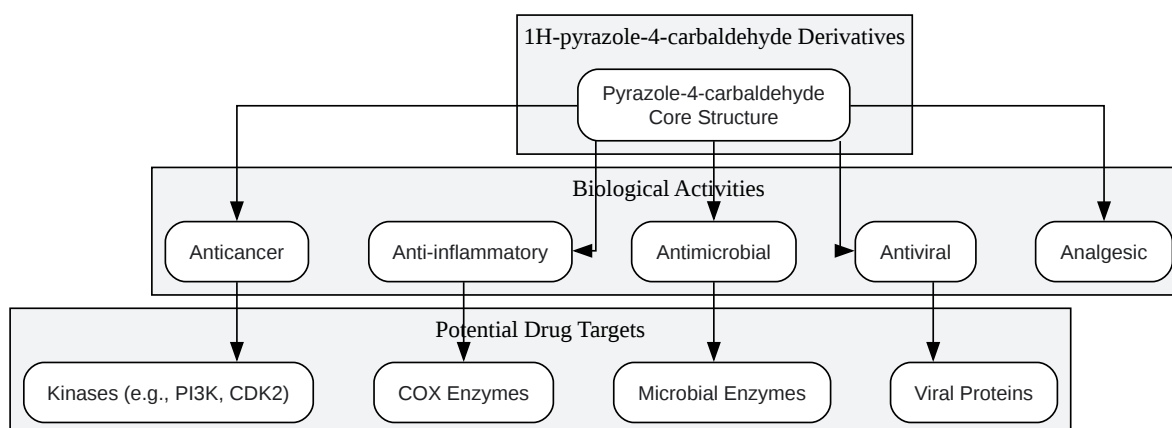 1H-pyrazole-4-carbaldehyde Derivatives
Pyrazole-4-carbaldehyde
Core Structure
Biological Activities
Anticancer
Anti-inflammatory
Antimicrobial
Antiviral
Analgesic
Potential Drug Targets
Kinases (e.g., PI3K, CDK2)
COX Enzymes
Microbial Enzymes
Viral Proteins